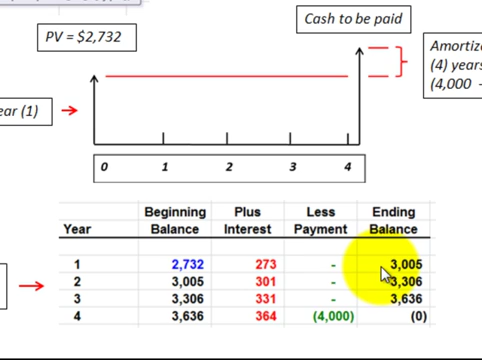 Cash to be paid
PV = $2,732
Amortiz
(4) years
(4,000 -
ear (1)
0 1 2 3 4
Beginning Plus Less Ending
Year Balance Interest Payment Balance
1 2,732 273 - 3,005
2 3,005 301 - 3,306
3 3,306 331 - 3,636
4 3,636 364 (4,000) (0)